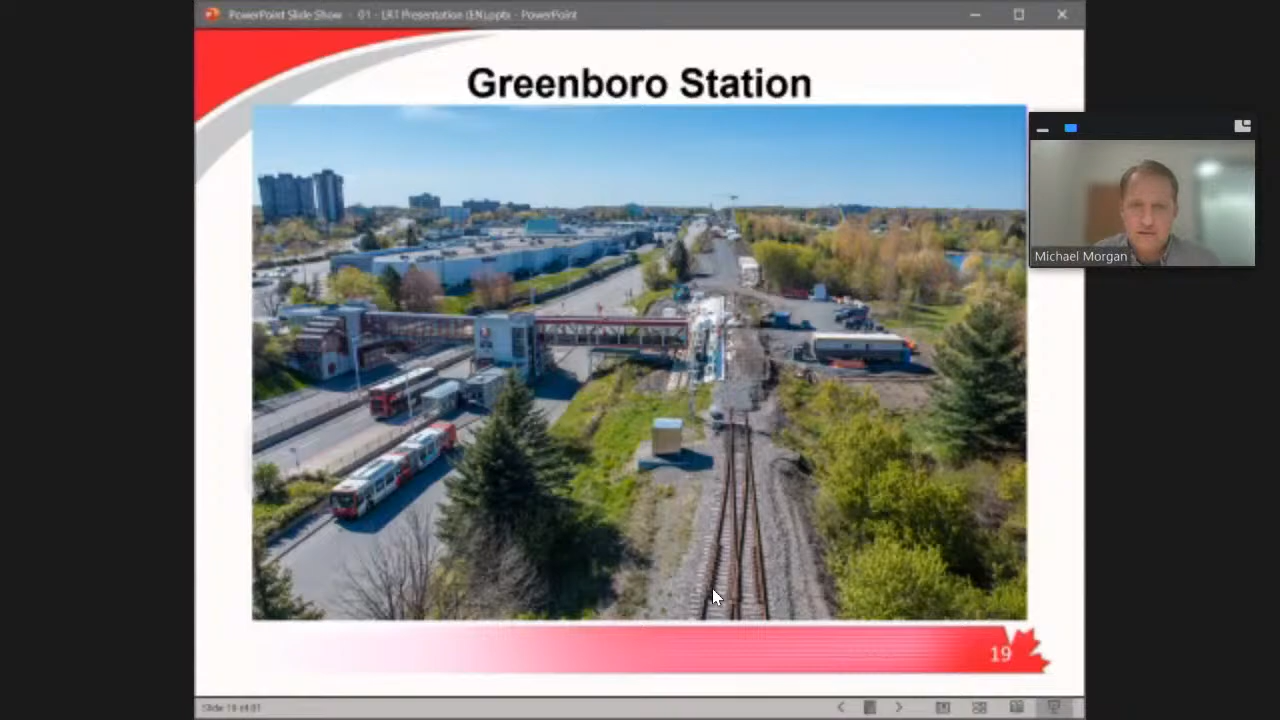 PowerPoint Slide Show - 01 - LRT Presentation (EN).pptx - PowerPoint
Greenboro Station
Michael Morgan
19